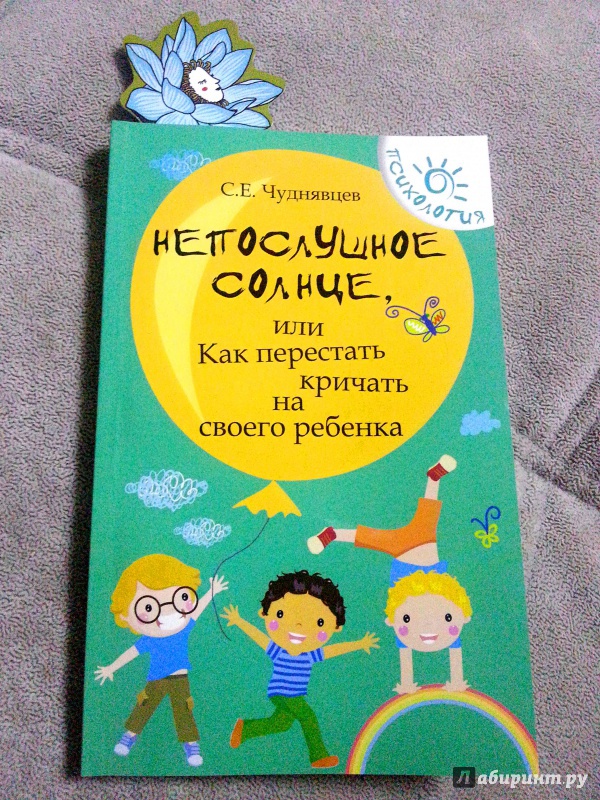 ПСИХОЛОГИЯ
С.Е. Чуднявцев
НЕПОСЛУШНОЕ
СОЛНЦЕ,
или
Как перестать
кричать
на
своего ребенка
Лабиринт.ру